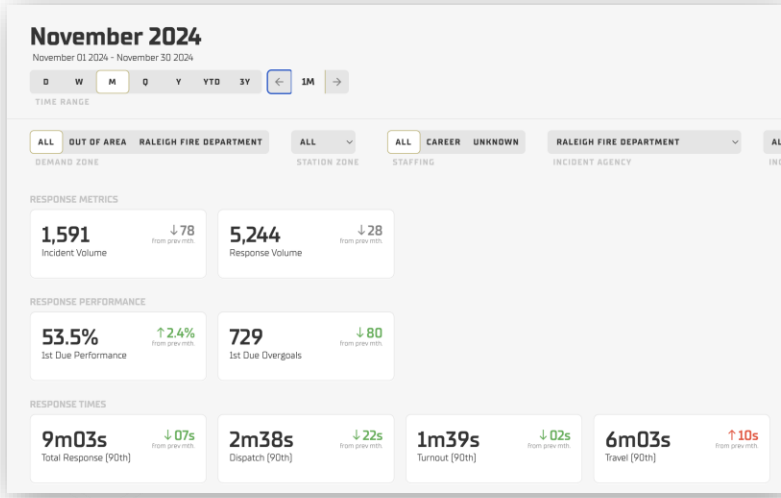 November 2024
November 01 2024 - November 30 2024
D W M Q Y YTD 3Y ← 1M →
TIME RANGE
ALL OUT OF AREA RALEIGH FIRE DEPARTMENT ALL ALL CAREER UNKNOWN RALEIGH FIRE DEPARTMENT AL
DEMAND ZONE STATION ZONE STAFFING INCIDENT AGENCY IN
RESPONSE METRICS
1,591 ↓78 5,244 ↓28
Incident Volume from prev mth. Response Volume from prev mth.
RESPONSE PERFORMANCE
53.5% ↑2.4% 729 ↓80
1st Due Performance from prev mth. 1st Due Overgoals from prev mth.
RESPONSE TIMES
9m03s ↓07s 2m38s ↓22s 1m39s ↓02s 6m03s ↑10s
Total Response (90th) from prev mth. Dispatch (90th) from prev mth. Turnout (90th) from prev mth. Travel (90th) from prev mth.